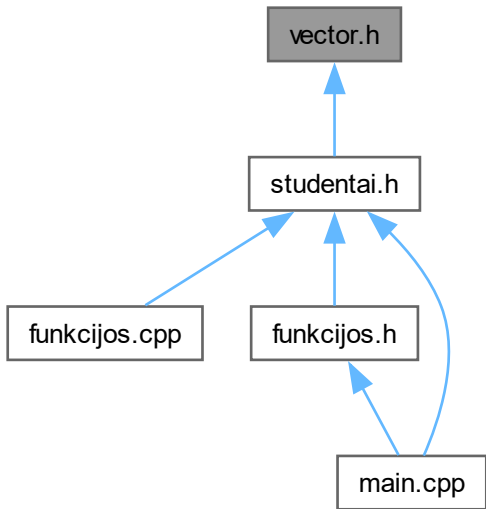 vector.h
studentai.h
funkcijos.cpp
funkcijos.h
main.cpp